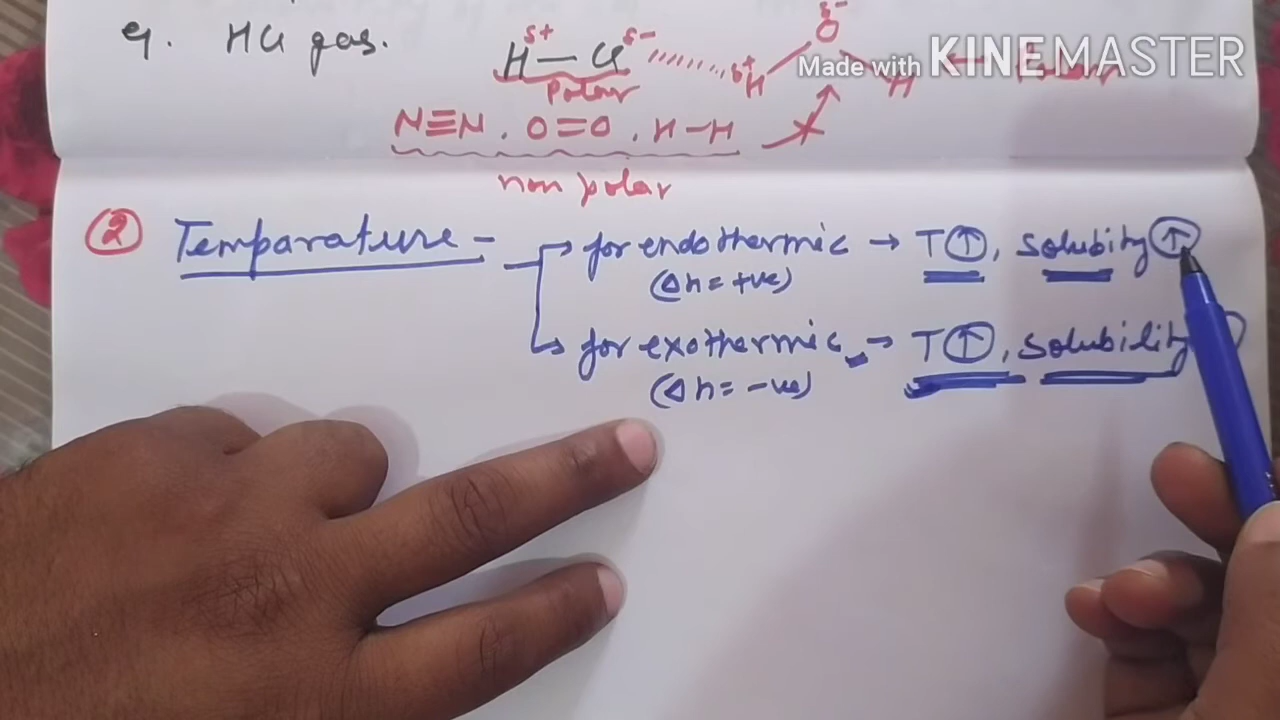 eg. HCl gas.
δ+ δ- δ-
H — Cl δ+ H O H
Polar
Made with KINEMASTER
N≡N , O=O , H-H
non polar
② Temparature - for endothermic → T↑, Solubity ↑
(Δh = +ve)
for exothermic → T↑, Solubility
(Δh = -ve)